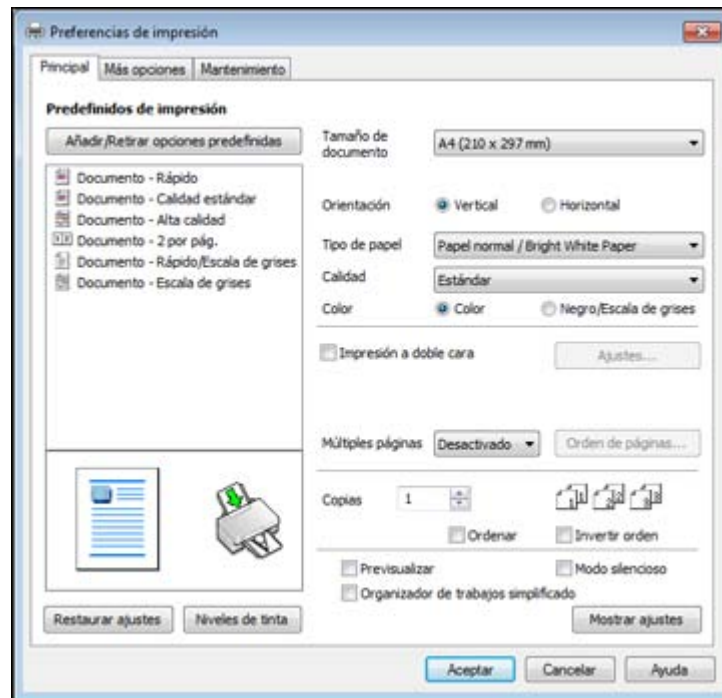 Preferencias de impresión
Principal Más opciones Mantenimiento
Predefinidos de impresión
Añadir/Retirar opciones predefinidas
Documento - Rápido
Documento - Calidad estándar
Documento - Alta calidad
Documento - 2 por pág.
Documento - Rápido/Escala de grises
Documento - Escala de grises
Restaurar ajustes Niveles de tinta
Tamaño de documento A4 (210 x 297 mm)
Orientación Vertical Horizontal
Tipo de papel Papel normal / Bright White Paper
Calidad Estándar
Color Color Negro/Escala de grises
Impresión a doble cara Ajustes...
Múltiples páginas Desactivado Orden de páginas...
Copias 1
Ordenar Invertir orden
Previsualizar Modo silencioso
Organizador de trabajos simplificado
Mostrar ajustes
Aceptar Cancelar Ayuda